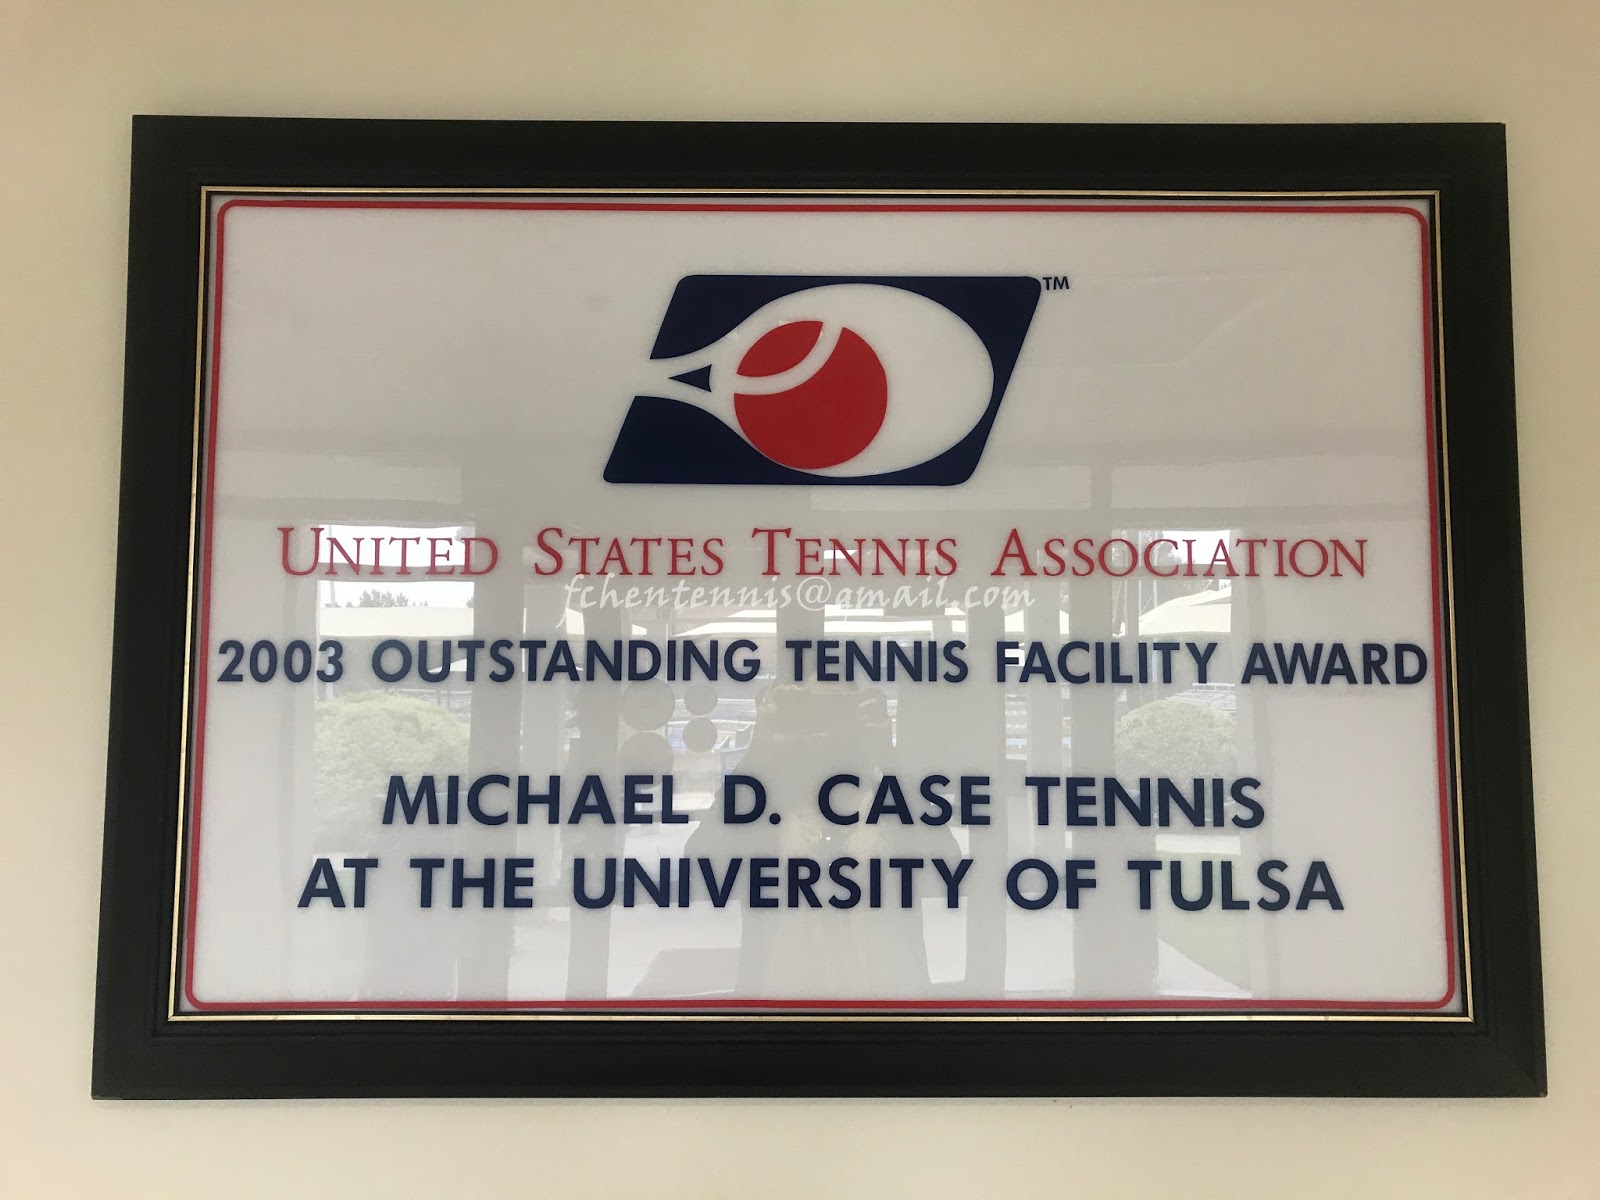 TM
UNITED STATES TENNIS ASSOCIATION
fchentennis@gmail.com
2003 OUTSTANDING TENNIS FACILITY AWARD
MICHAEL D. CASE TENNIS
AT THE UNIVERSITY OF TULSA